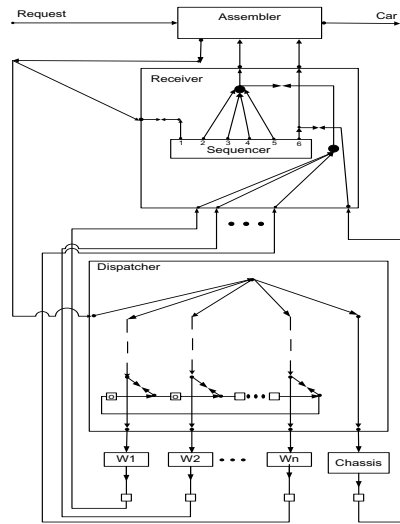 Request
Assembler
Car
Receiver
1 2 3 4 5 6
Sequencer
Dispatcher
W1 W2 Wn Chassis